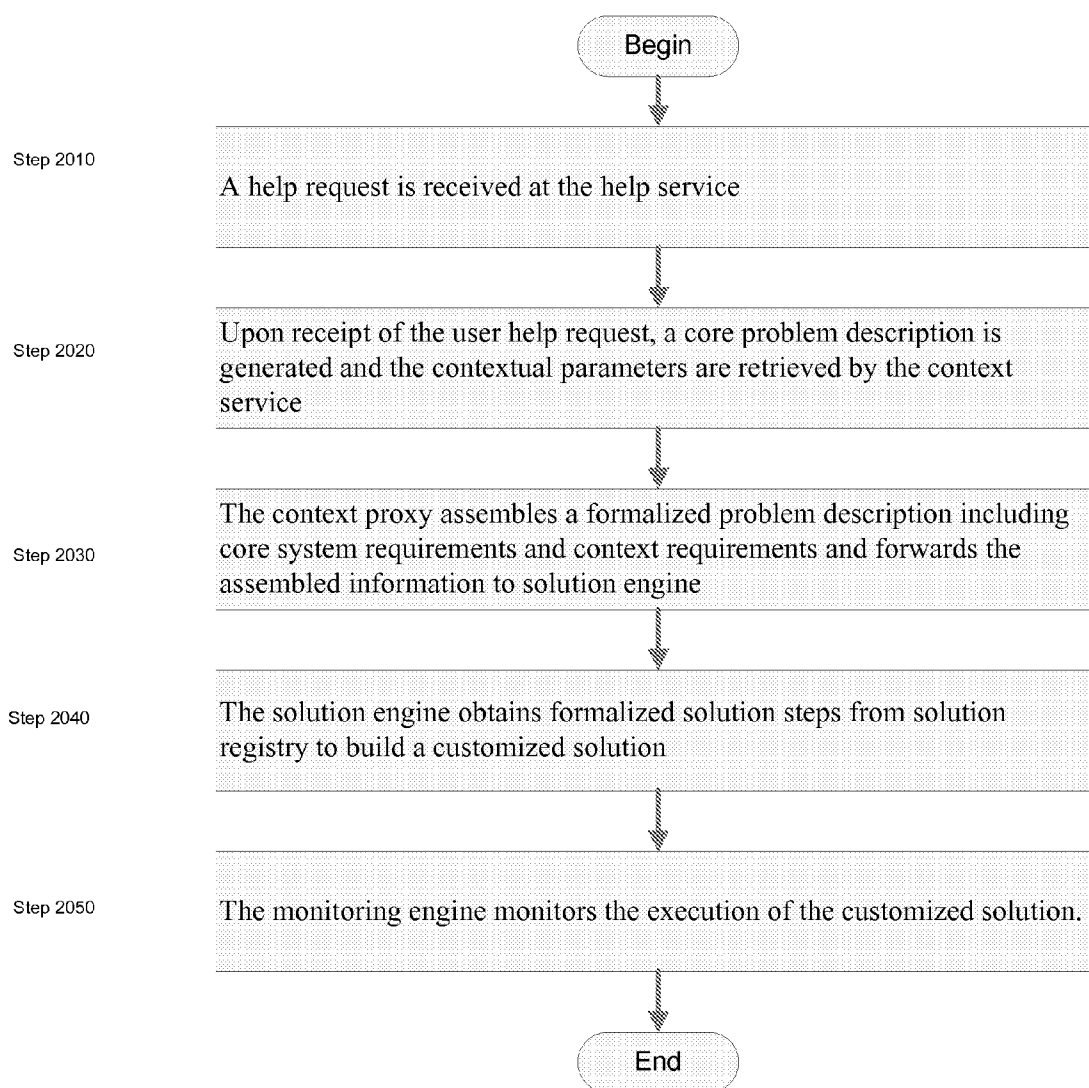 Begin
Step 2010
A help request is received at the help service
Step 2020
Upon receipt of the user help request, a core problem description is
generated and the contextual parameters are retrieved by the context
service
Step 2030
The context proxy assembles a formalized problem description including
core system requirements and context requirements and forwards the
assembled information to solution engine
Step 2040
The solution engine obtains formalized solution steps from solution
registry to build a customized solution
Step 2050
The monitoring engine monitors the execution of the customized solution.
End